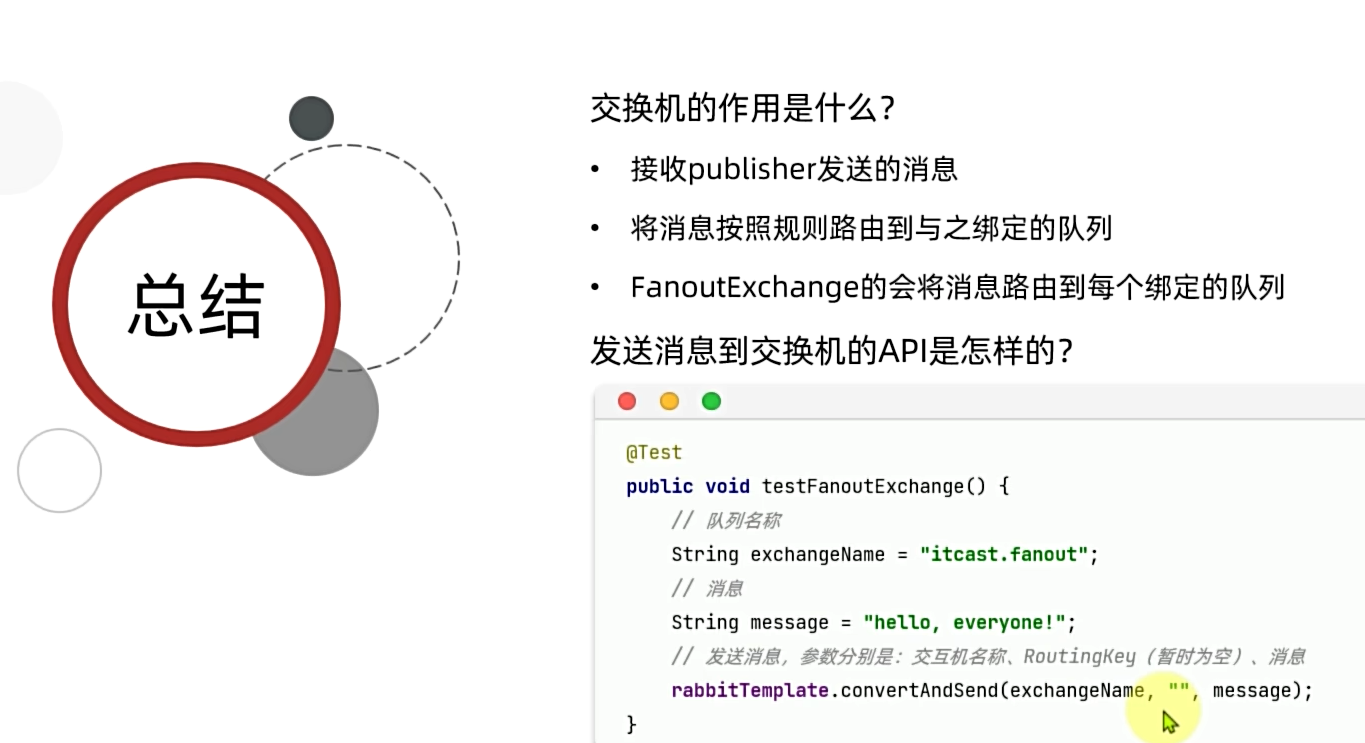 总结
交换机的作用是什么？
• 接收publisher发送的消息
• 将消息按照规则路由到与之绑定的队列
• FanoutExchange的会将消息路由到每个绑定的队列
发送消息到交换机的API是怎样的？
@Test
public void testFanoutExchange() {
// 队列名称
String exchangeName = "itcast.fanout";
// 消息
String message = "hello, everyone!";
// 发送消息，参数分别是：交互机名称、RoutingKey（暂时为空）、消息
rabbitTemplate.convertAndSend(exchangeName, "", message);
}